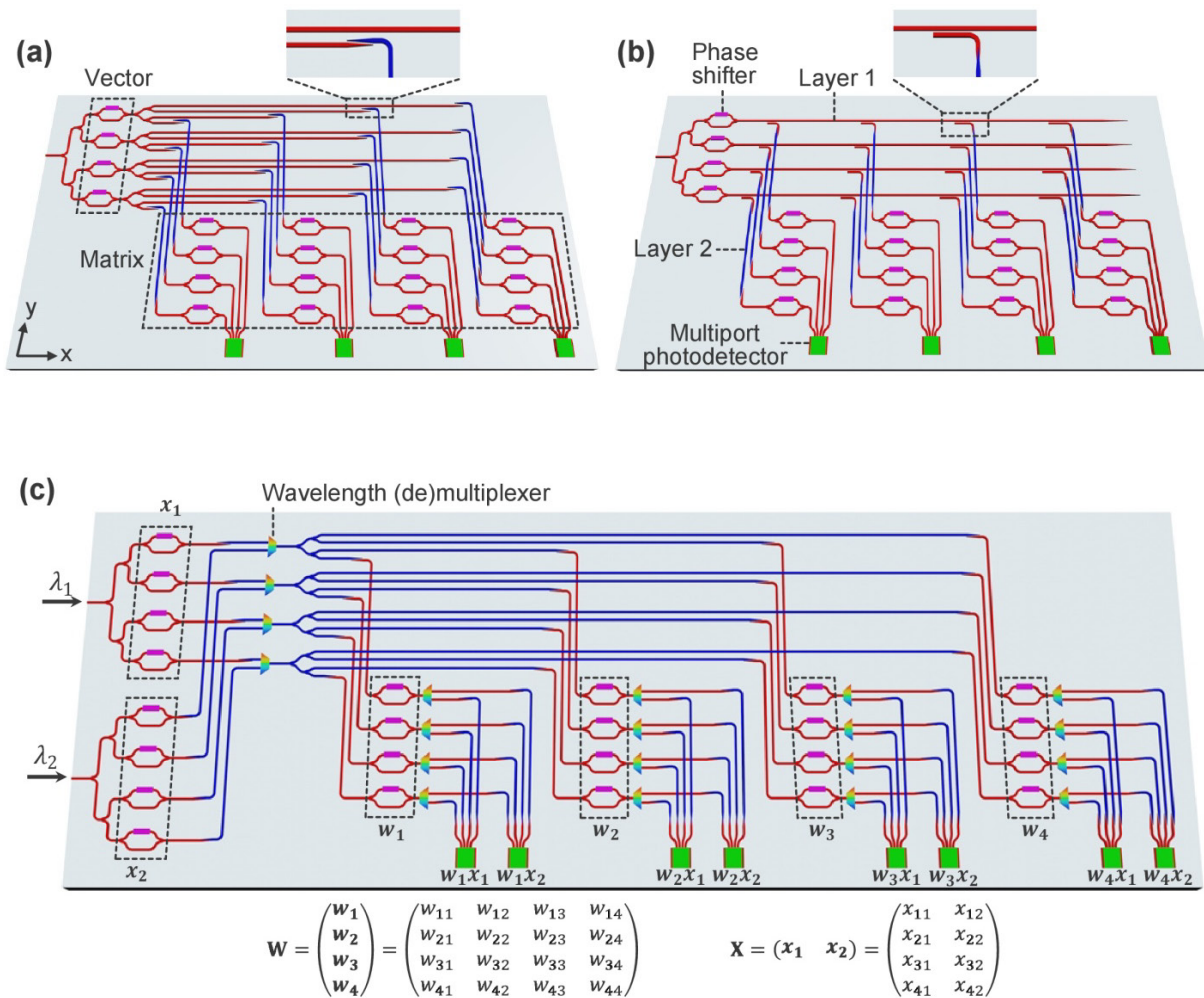 (a)
Vector
Matrix
y
x
(b)
Phase
shifter
Layer 1
Layer 2
Multiport
photodetector
(c)
Wavelength (de)multiplexer
x₁
λ₁
λ₂
x₂
w₁ w₂ w₃ w₄
w₁x₁ w₁x₂ w₂x₁ w₂x₂ w₃x₁ w₃x₂ w₄x₁ w₄x₂
W = (w₁ w₂ w₃ w₄) = (w₁₁ w₁₂ w₁₃ w₁₄
w₂₁ w₂₂ w₂₃ w₂₄
w₃₁ w₃₂ w₃₃ w₃₄
w₄₁ w₄₂ w₄₃ w₄₄)
X = (x₁ x₂) = (x₁₁ x₁₂
x₂₁ x₂₂
x₃₁ x₃₂
x₄₁ x₄₂)